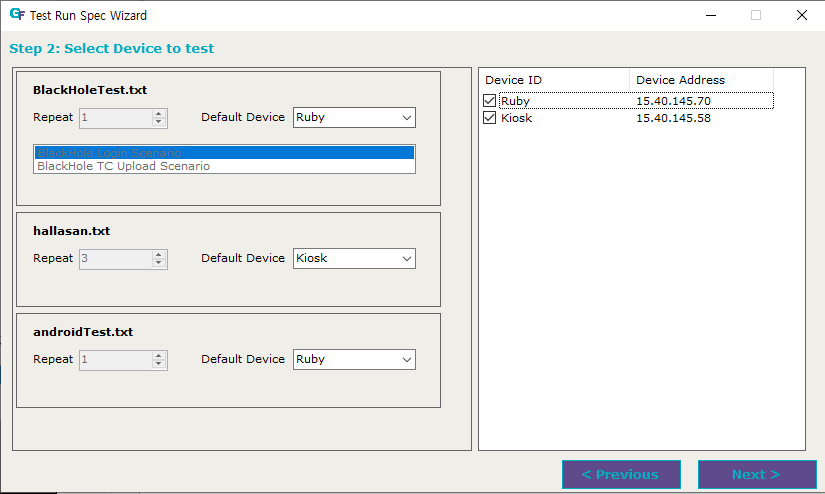 Test Run Spec Wizard
Step 2: Select Device to test
BlackHoleTest.txt
Repeat 1 Default Device Ruby
BlackHole Login Scenario
BlackHole TC Upload Scenario
hallasan.txt
Repeat 3 Default Device Kiosk
androidTest.txt
Repeat 1 Default Device Ruby
Device ID Device Address
Ruby 15.40.145.70
Kiosk 15.40.145.58
< Previous Next >